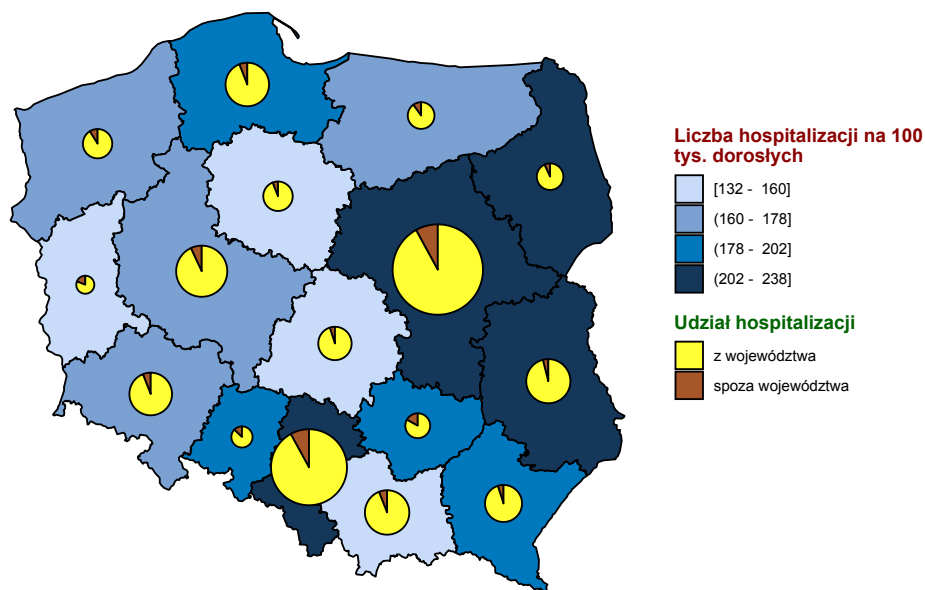 Liczba hospitalizacji na 100
tys. dorosłych
[132 - 160]
(160 - 178]
(178 - 202]
(202 - 238]
Udział hospitalizacji
z województwa
spoza województwa